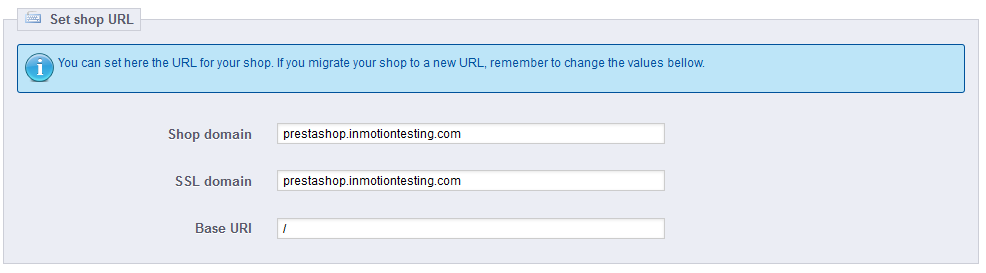 Set shop URL
You can set here the URL for your shop. If you migrate your shop to a new URL, remember to change the values bellow.
Shop domain prestashop.inmotiontesting.com
SSL domain prestashop.inmotiontesting.com
Base URI /